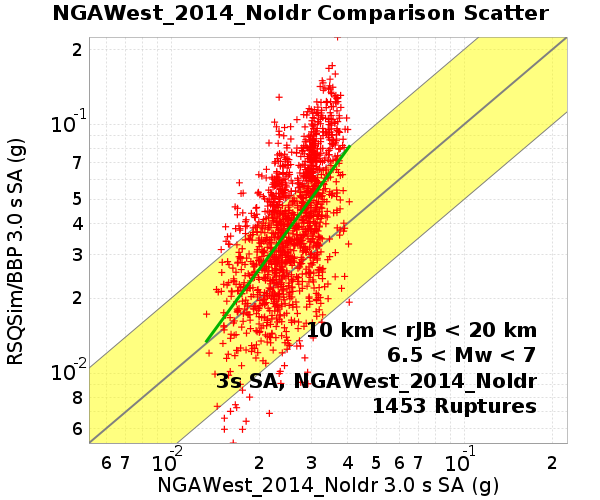 NGAWest_2014_NoIdr Comparison Scatter
RSQSim/BBP 3.0 s SA (g)
2
10^-1
7
5
4
3
2
10^-2
8
6
10 km < rJB < 20 km
6.5 < Mw < 7
3s SA, NGAWest_2014_NoIdr
1453 Ruptures
6 7 10^-2 2 3 4 5 6 7 10^-1 2
NGAWest_2014_NoIdr 3.0 s SA (g)